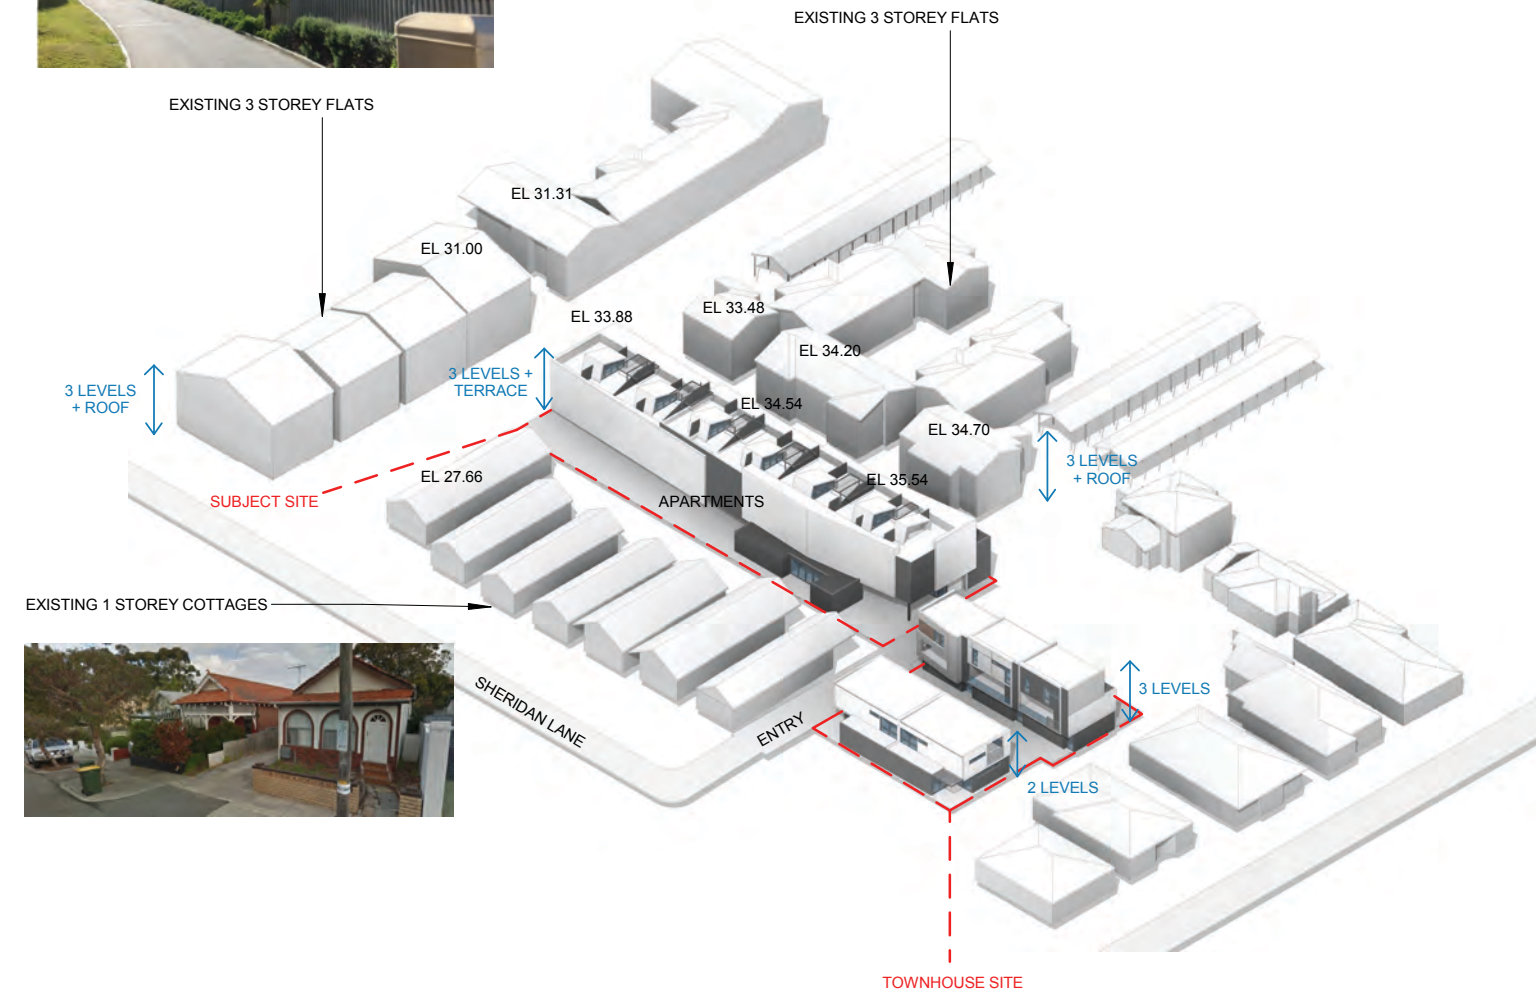 EXISTING 3 STOREY FLATS
EXISTING 3 STOREY FLATS
EL 31.31
EL 31.00
EL 33.88
EL 33.48
EL 34.20
3 LEVELS
+ ROOF
3 LEVELS +
TERRACE
EL 34.54
EL 34.70
3 LEVELS
+ ROOF
EL 27.66
EL 35.54
SUBJECT SITE
APARTMENTS
EXISTING 1 STOREY COTTAGES
SHERIDAN LANE
ENTRY
3 LEVELS
2 LEVELS
TOWNHOUSE SITE